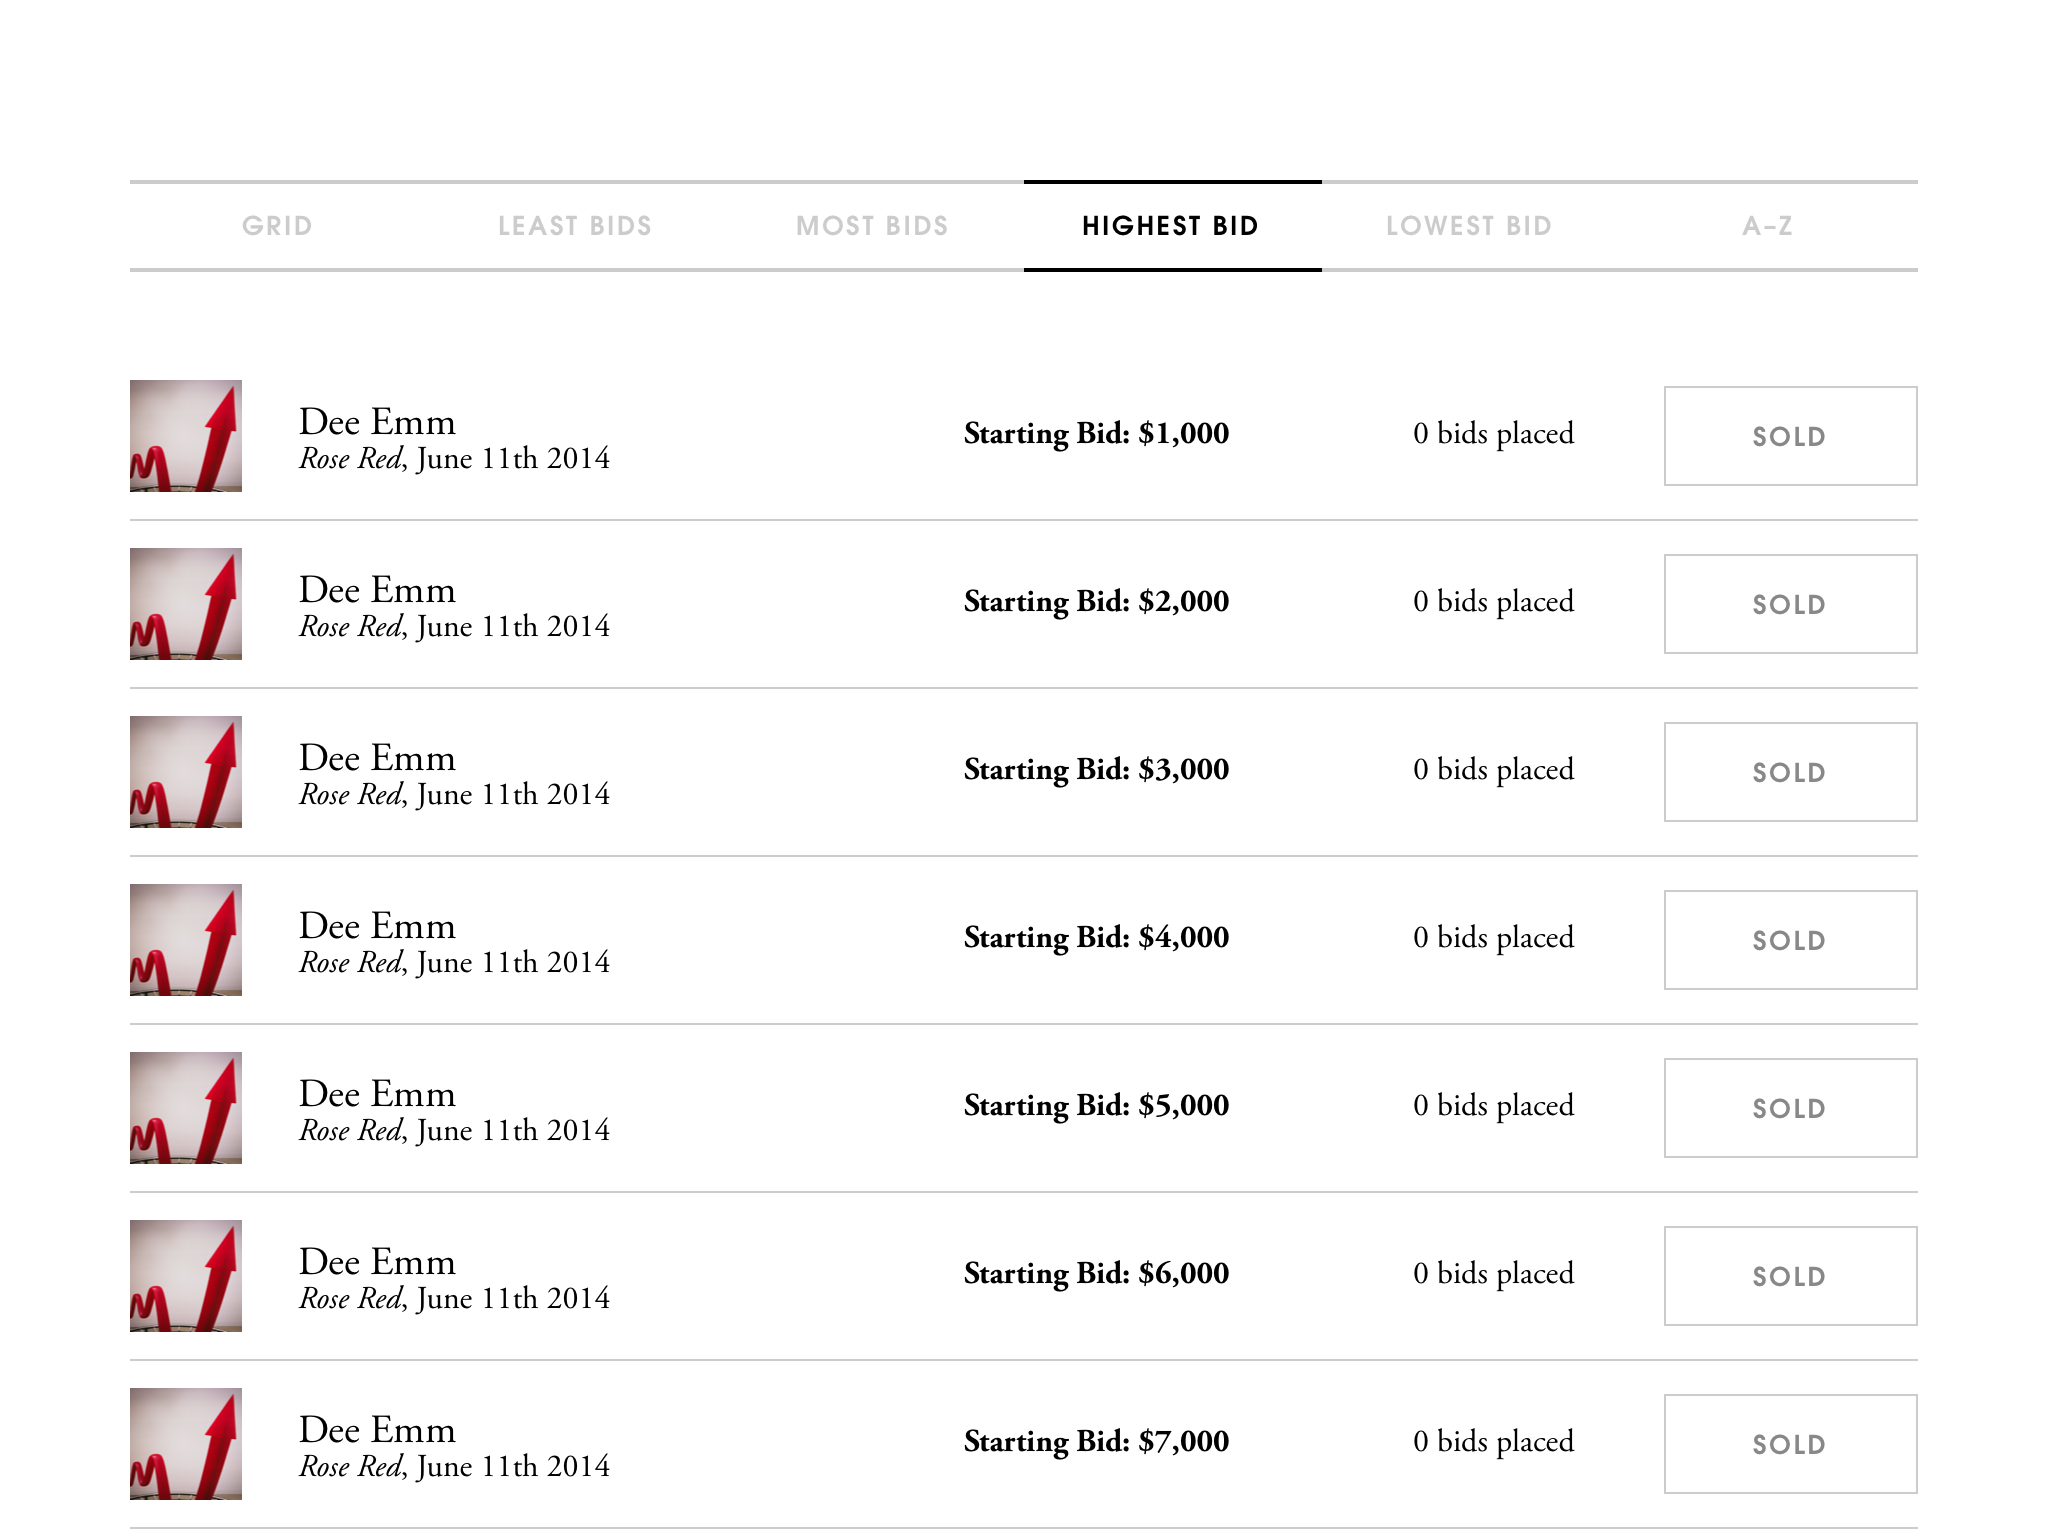 GRID LEAST BIDS MOST BIDS HIGHEST BID LOWEST BID A–Z
Dee Emm
Rose Red, June 11th 2014
Starting Bid: $1,000
0 bids placed
SOLD
Dee Emm
Rose Red, June 11th 2014
Starting Bid: $2,000
0 bids placed
SOLD
Dee Emm
Rose Red, June 11th 2014
Starting Bid: $3,000
0 bids placed
SOLD
Dee Emm
Rose Red, June 11th 2014
Starting Bid: $4,000
0 bids placed
SOLD
Dee Emm
Rose Red, June 11th 2014
Starting Bid: $5,000
0 bids placed
SOLD
Dee Emm
Rose Red, June 11th 2014
Starting Bid: $6,000
0 bids placed
SOLD
Dee Emm
Rose Red, June 11th 2014
Starting Bid: $7,000
0 bids placed
SOLD